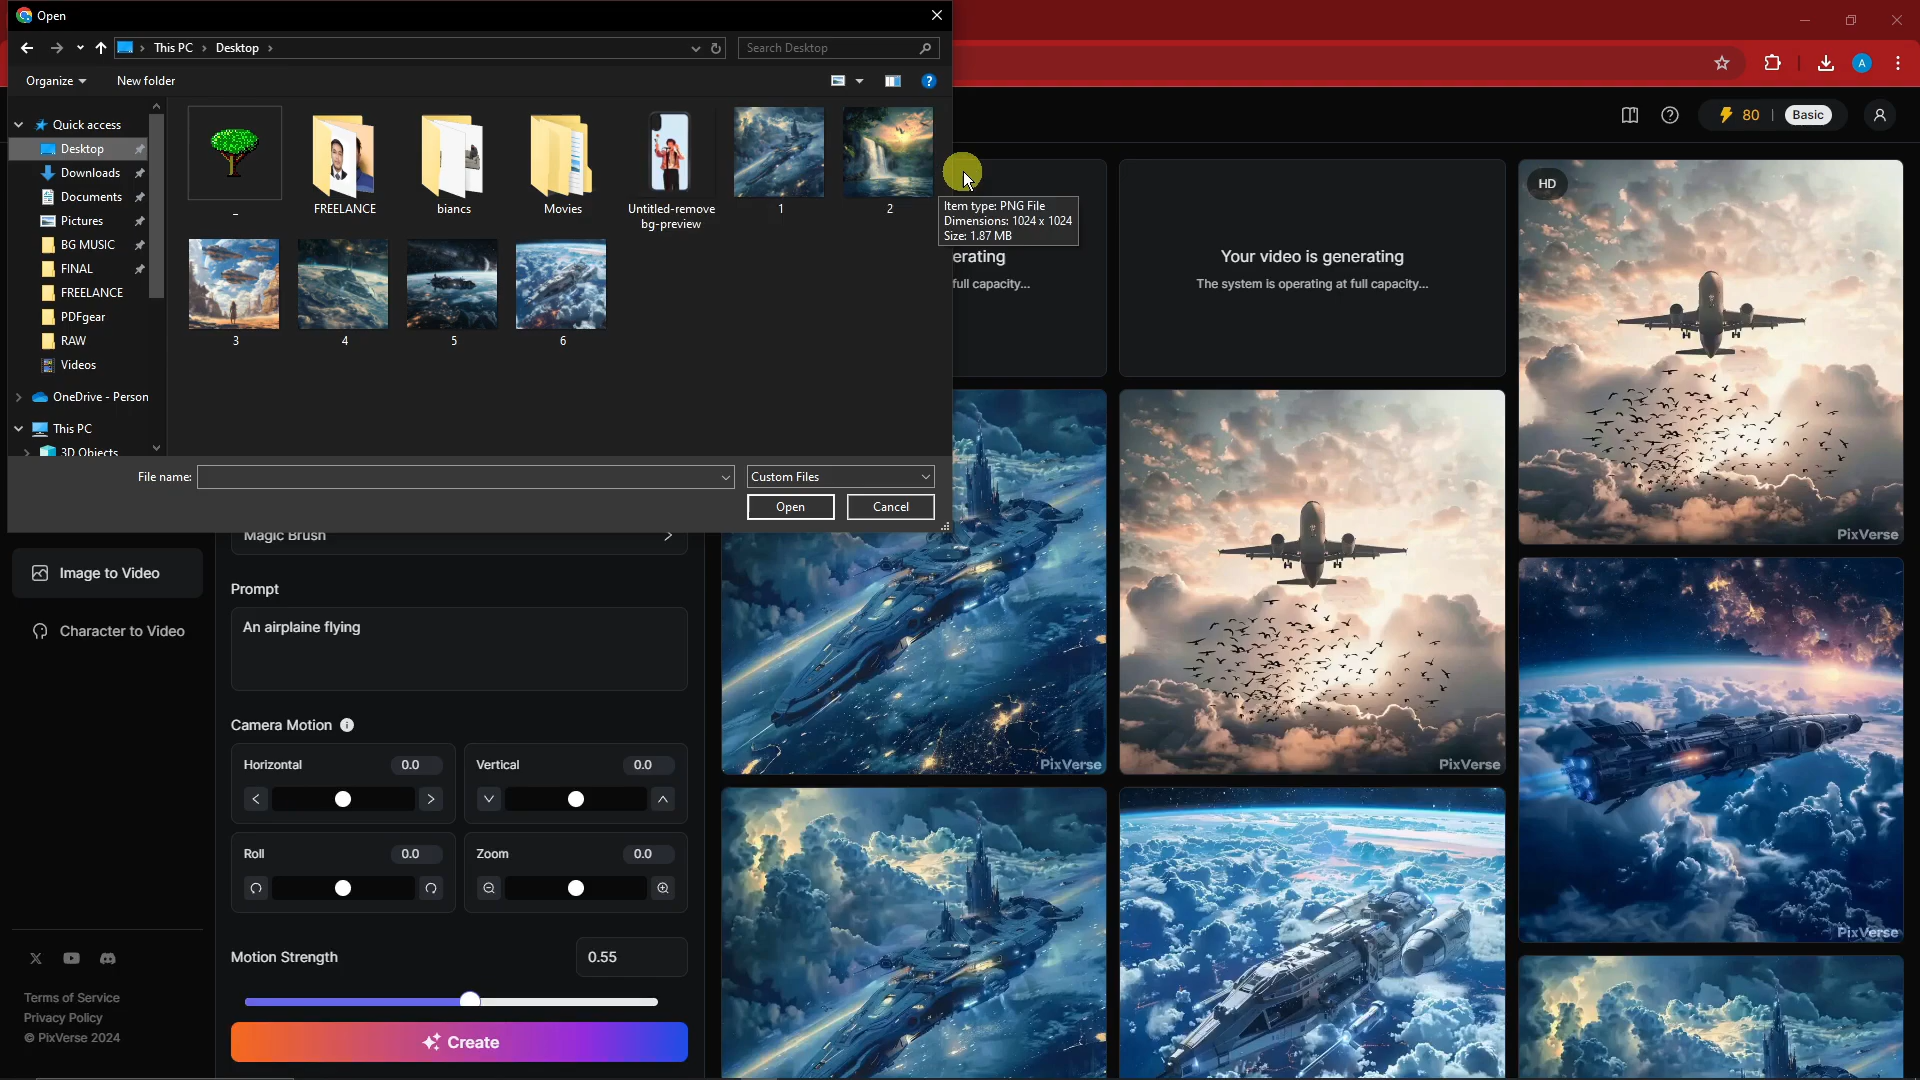 Open
This PC
Desktop
Search Desktop
Organize
New folder
Quick access
Desktop
Downloads
Documents
Pictures
BG MUSIC
FINAL
FREELANCE
PDFgear
RAW
Videos
OneDrive - Person
This PC
3D Objects
-
FREELANCE
biancs
Movies
Untitled-remove
bg-preview
1
2
3
4
5
6
Item type: PNG File
Dimensions: 1024 x 1024
Size: 1.87 MB
File name:
Custom Files
Open
Cancel
A
80
Basic
erating
full capacity...
Your video is generating
The system is operating at full capacity...
HD
PixVerse
PixVerse
PixVerse
PixVerse
Image to Video
Character to Video
Magic Brush
Prompt
An airplaine flying
Camera Motion
Horizontal
0.0
Vertical
0.0
Roll
0.0
Zoom
0.0
Motion Strength
0.55
Create
Terms of Service
Privacy Policy
© PixVerse 2024